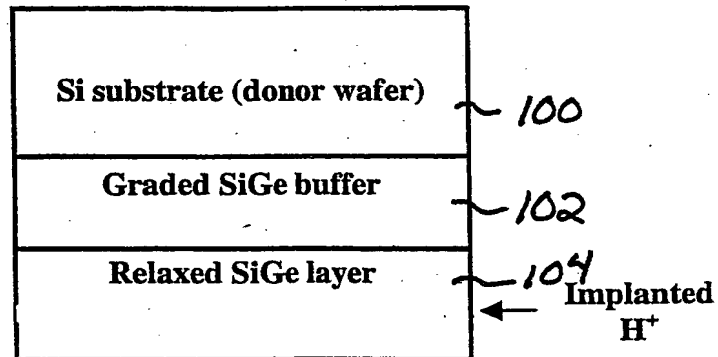 Si substrate (donor wafer)
100
Graded SiGe buffer
102
Relaxed SiGe layer
104
Implanted
H+